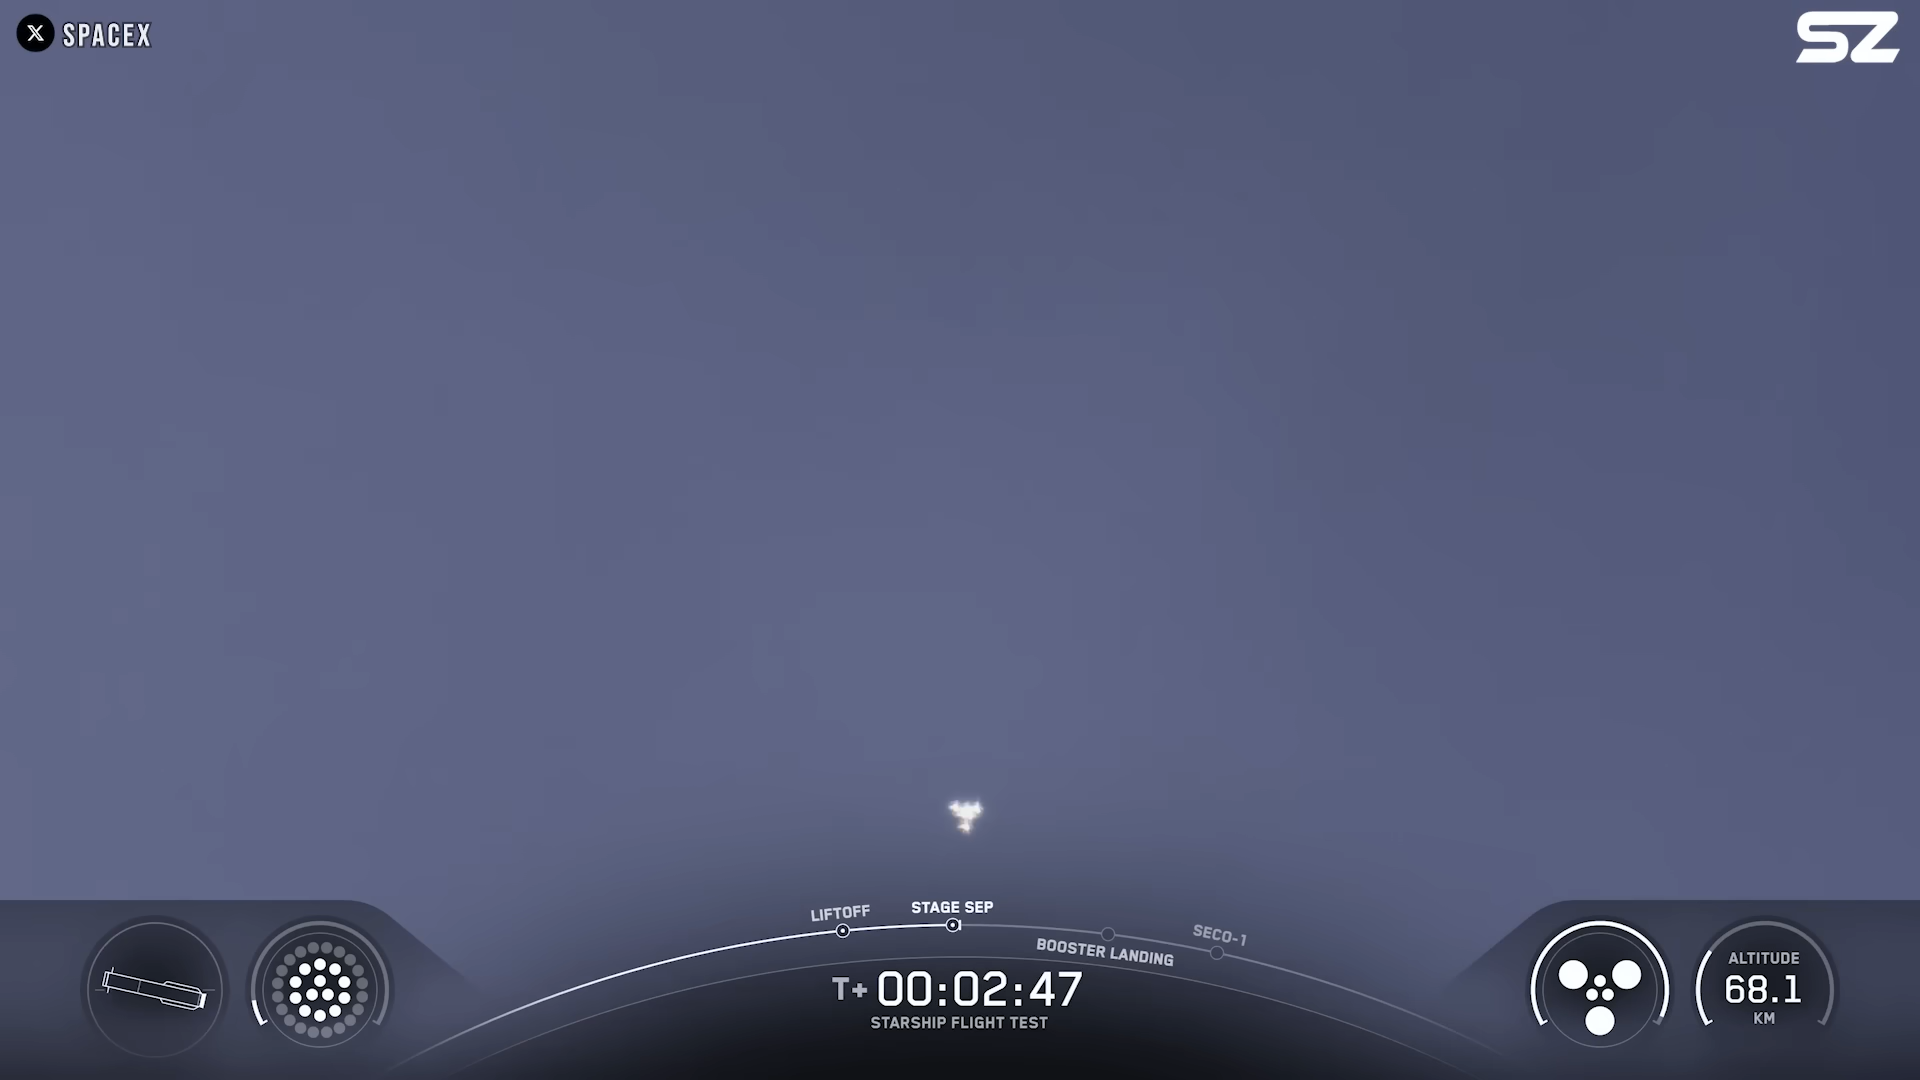 X SPACEX
SZ
LIFTOFF
STAGE SEP
BOOSTER LANDING
SECO-1
T+ 00:02:47
STARSHIP FLIGHT TEST
ALTITUDE
68.1
KM